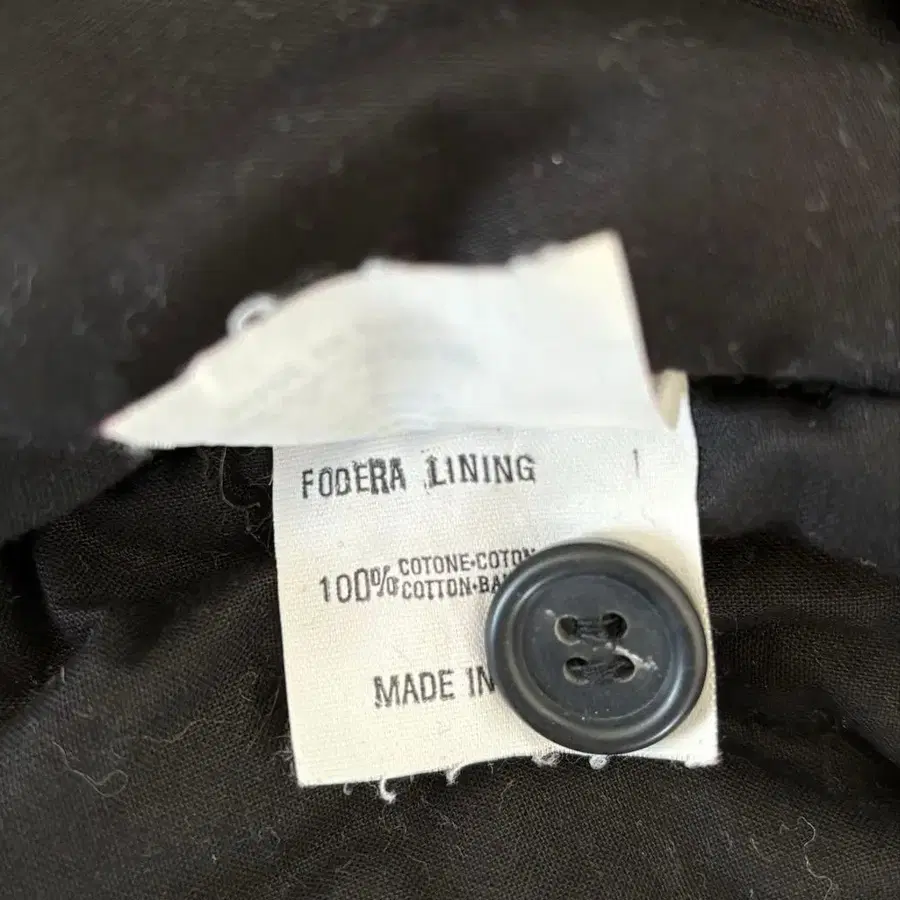 FODERA LINING 1
100% COTONE·COTON
COTTON·BA
MADE IN